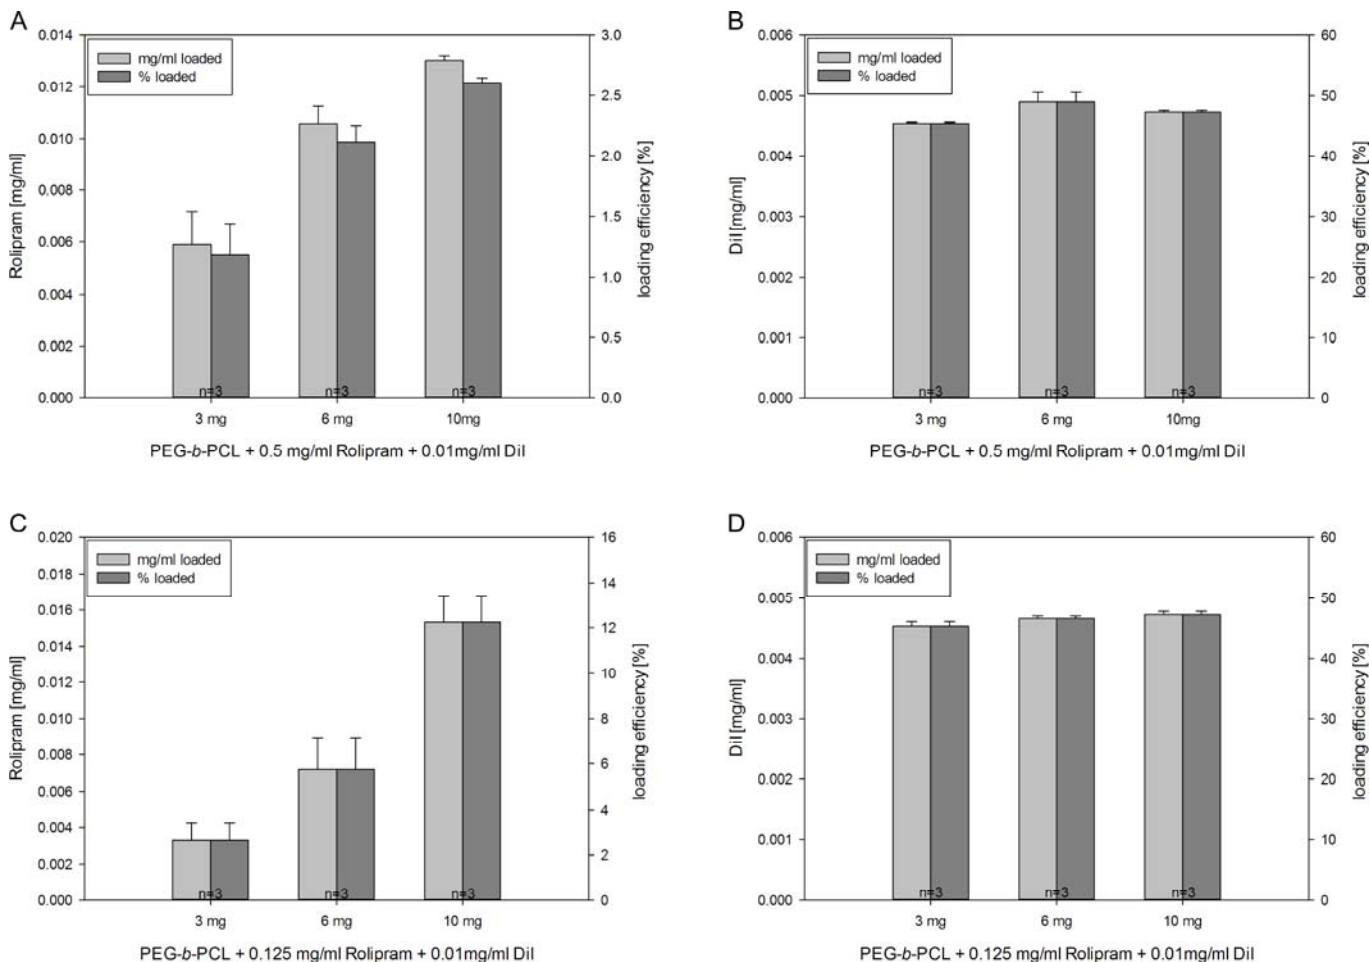 A
0.014
0.012
0.010
0.008
0.006
0.004
0.002
0.000
Rolipram [mg/ml]
mg/ml loaded
% loaded
3.0
2.5
2.0
1.5
1.0
0.5
0.0
loading efficiency [%]
n=3
n=3
n=3
3 mg
6 mg
10mg
PEG-b-PCL + 0.5 mg/ml Rolipram + 0.01mg/ml DiI
B
0.006
0.005
0.004
0.003
0.002
0.001
0.000
DiI [mg/ml]
mg/ml loaded
% loaded
60
50
40
30
20
10
0
loading efficiency [%]
n=3
n=3
n=3
3 mg
6 mg
10mg
PEG-b-PCL + 0.5 mg/ml Rolipram + 0.01mg/ml DiI
C
0.020
0.018
0.016
0.014
0.012
0.010
0.008
0.006
0.004
0.002
0.000
Rolipram [mg/ml]
mg/ml loaded
% loaded
16
14
12
10
8
6
4
2
0
loading efficiency [%]
n=3
n=3
n=3
3 mg
6 mg
10 mg
PEG-b-PCL + 0.125 mg/ml Rolipram + 0.01mg/ml DiI
D
0.006
0.005
0.004
0.003
0.002
0.001
0.000
DiI [mg/ml]
mg/ml loaded
% loaded
60
50
40
30
20
10
0
loading efficiency [%]
n=3
n=3
n=3
3 mg
6 mg
10 mg
PEG-b-PCL + 0.125 mg/ml Rolipram + 0.01mg/ml DiI